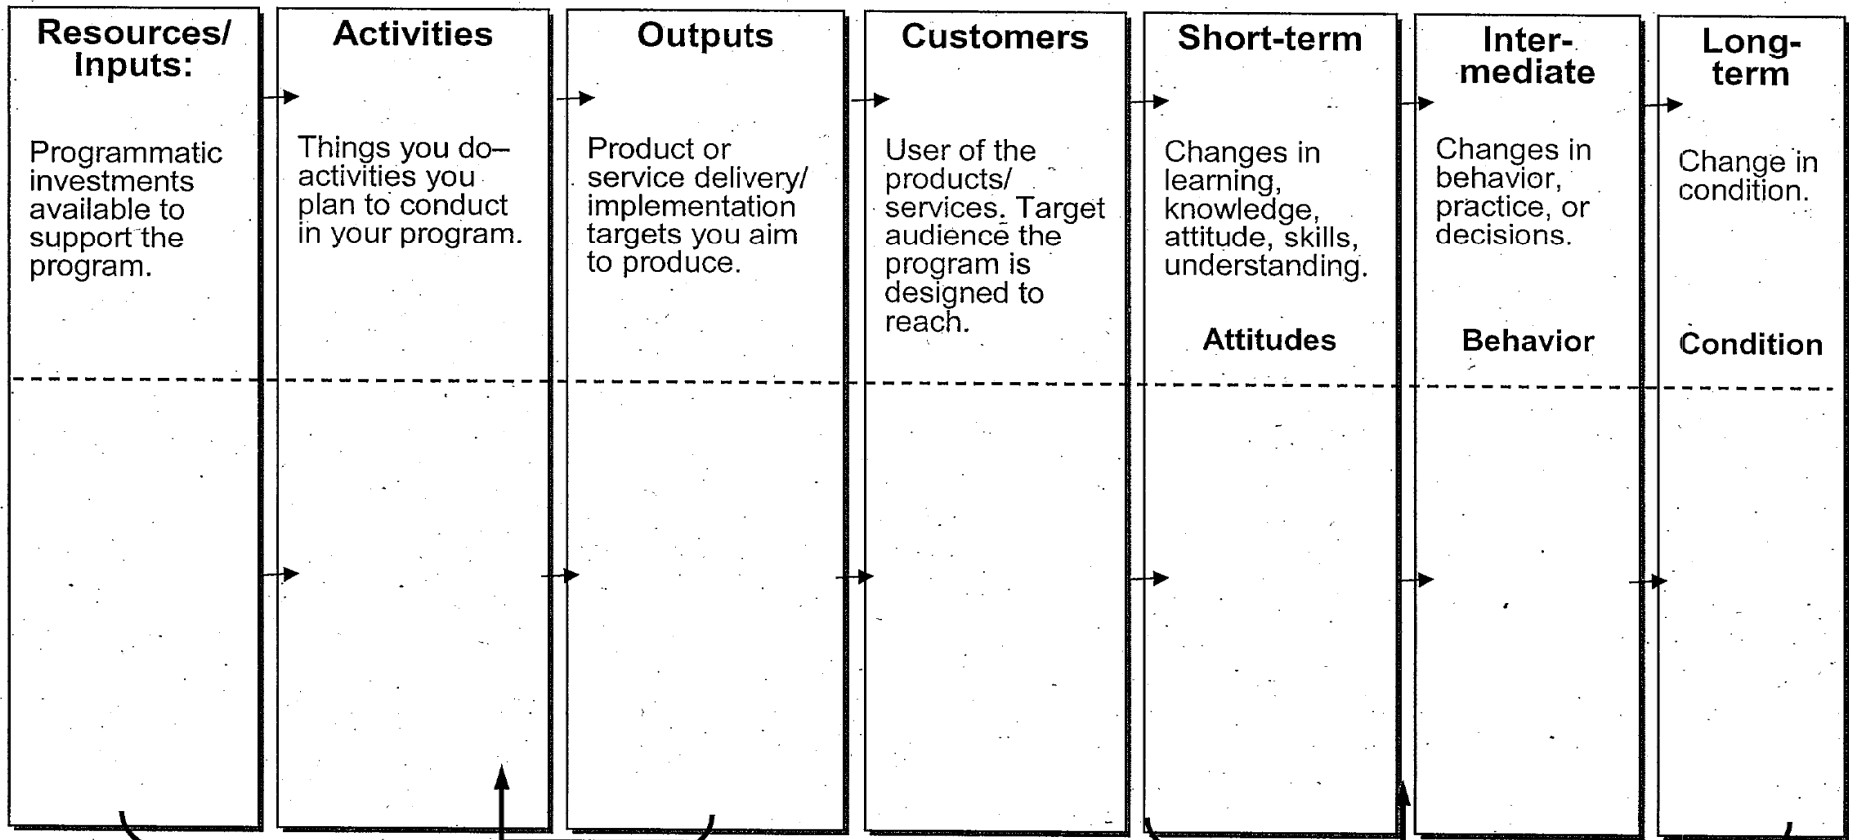 Resources/
Inputs:
Programmatic
investments
available to
support the
program.
Activities
Things you do–
activities you
plan to conduct
in your program.
Outputs
Product or
service delivery/
implementation
targets you aim
to produce.
Customers
User of the
products/
services. Target
audience the
program is
designed to
reach.
Short-term
Changes in
learning,
knowledge,
attitude, skills,
understanding.
Attitudes
Inter-
mediate
Changes in
behavior,
practice, or
decisions.
Behavior
Long-
term
Change in
condition.
Condition